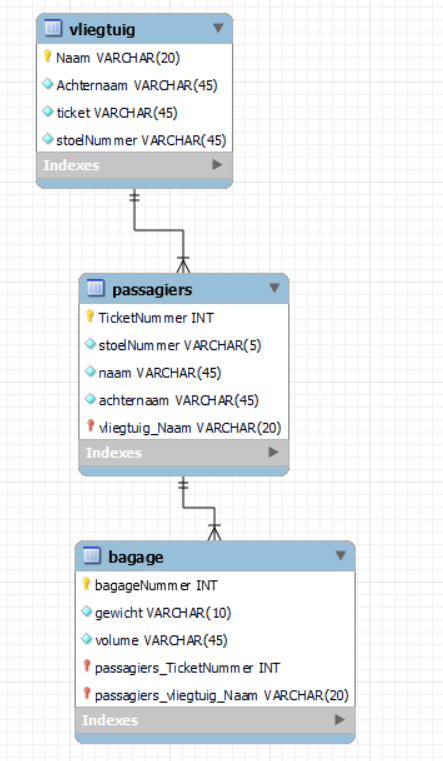 vliegtuig
Naam VARCHAR(20)
Achternaam VARCHAR(45)
ticket VARCHAR(45)
stoelNummer VARCHAR(45)
Indexes
passagiers
TicketNummer INT
stoelNummer VARCHAR(5)
naam VARCHAR(45)
achternaam VARCHAR(45)
vliegtuig_Naam VARCHAR(20)
Indexes
bagage
bagageNummer INT
gewicht VARCHAR(10)
volume VARCHAR(45)
passagiers_TicketNummer INT
passagiers_vliegtuig_Naam VARCHAR(20)
Indexes